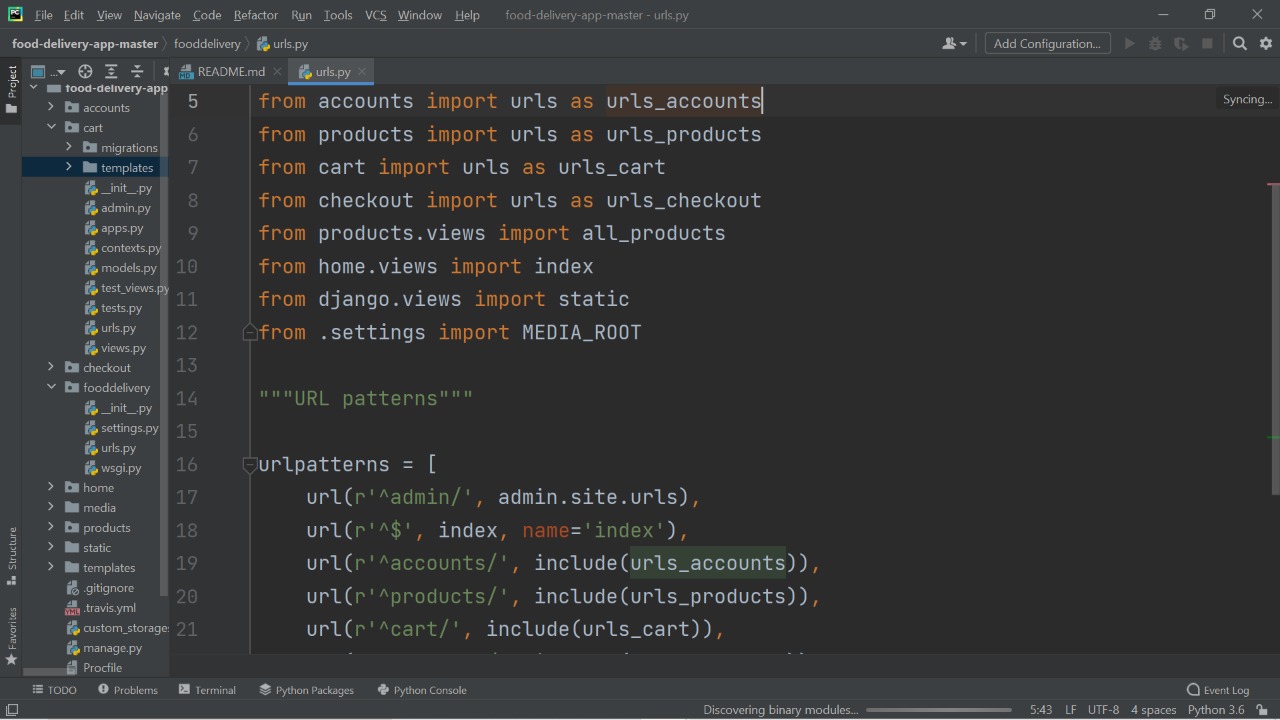 PC File Edit View Navigate Code Refactor Run Tools VCS Window Help food-delivery-app-master - urls.py
food-delivery-app-master fooddelivery urls.py Add Configuration...
Project ... README.md urls.py
food-delivery-app
accounts
cart
migrations
templates
__init__.py
admin.py
apps.py
contexts.py
models.py
test_views.py
tests.py
urls.py
views.py
checkout
fooddelivery
__init__.py
settings.py
urls.py
wsgi.py
home
media
products
static
templates
.gitignore
.travis.yml
custom_storage
manage.py
Procfile
Structure
Favorites
5 from accounts import urls as urls_accounts
6 from products import urls as urls_products
7 from cart import urls as urls_cart
8 from checkout import urls as urls_checkout
9 from products.views import all_products
10 from home.views import index
11 from django.views import static
12 from .settings import MEDIA_ROOT
13
14 """URL patterns"""
15
16 urlpatterns = [
17 url(r'^admin/', admin.site.urls),
18 url(r'^$', index, name='index'),
19 url(r'^accounts/', include(urls_accounts)),
20 url(r'^products/', include(urls_products)),
21 url(r'^cart/', include(urls_cart)),
Syncing...
TODO Problems Terminal Python Packages Python Console Event Log
Discovering binary modules... 5:43 LF UTF-8 4 spaces Python 3.6